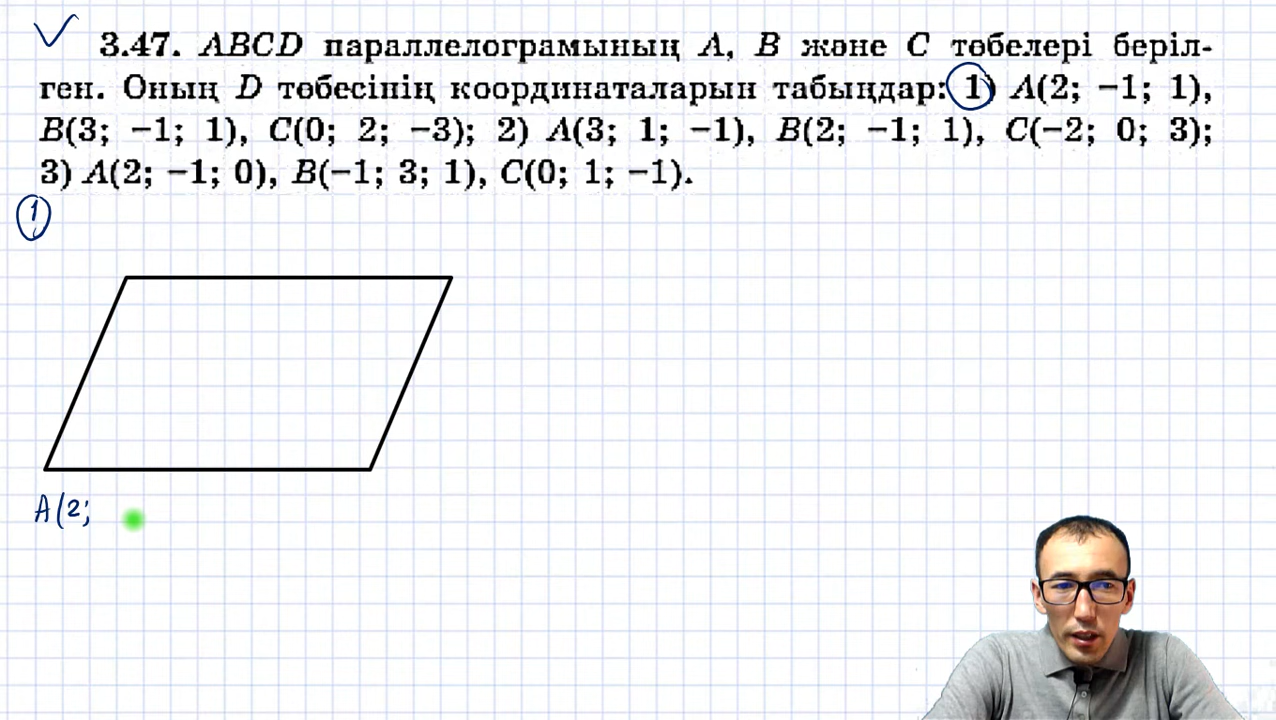 3.47. ABCD параллелограмының A, B және C төбелері беріл-
ген. Оның D төбесінің координаталарын табыңдар: 1) A(2; −1; 1),
B(3; −1; 1), C(0; 2; −3); 2) A(3; 1; −1), B(2; −1; 1), C(−2; 0; 3);
3) A(2; −1; 0), B(−1; 3; 1), C(0; 1; −1).
1
A(2;